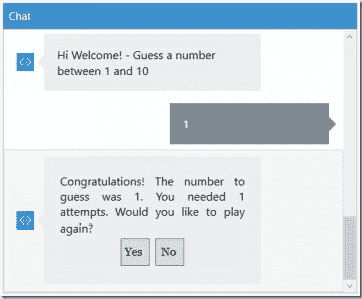 Chat
Hi Welcome! - Guess a number
between 1 and 10
1
Congratulations! The number to
guess was 1. You needed 1
attempts. Would you like to play
again?
Yes No